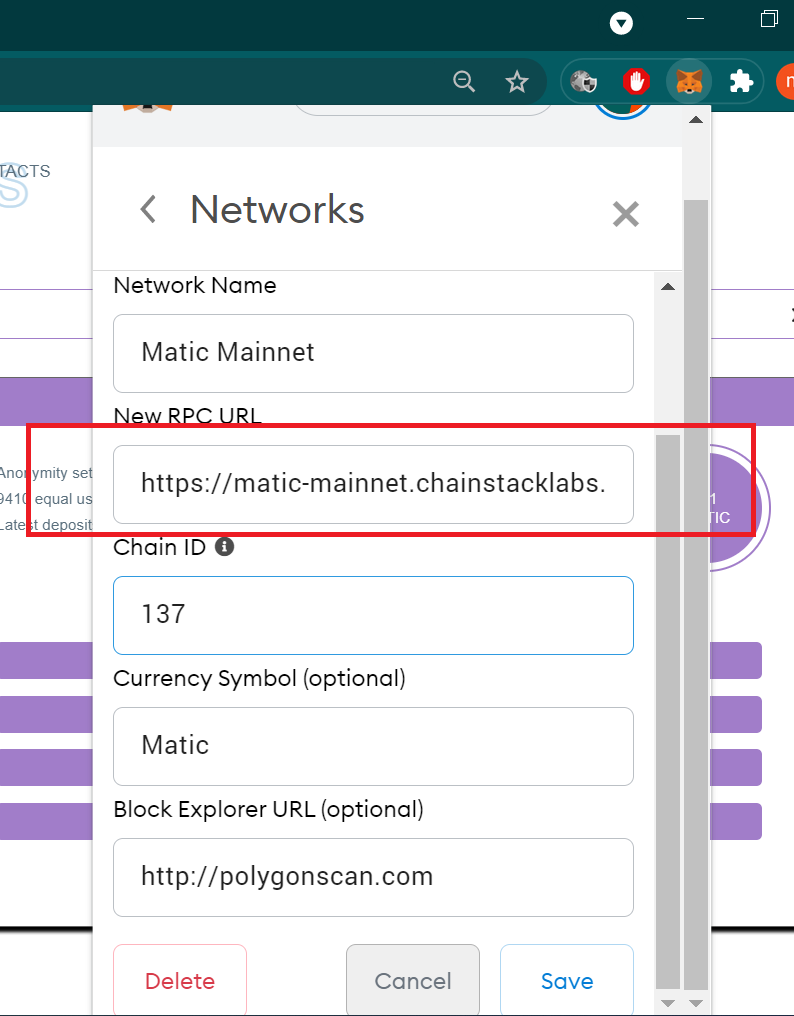 TACTS
S
Networks
Network Name
Matic Mainnet
New RPC URL
Anonymity set
9410 equal us
Latest deposit
https://matic-mainnet.chainstacklabs.
1
TIC
Chain ID
137
Currency Symbol (optional)
Matic
Block Explorer URL (optional)
http://polygonscan.com
Delete
Cancel
Save